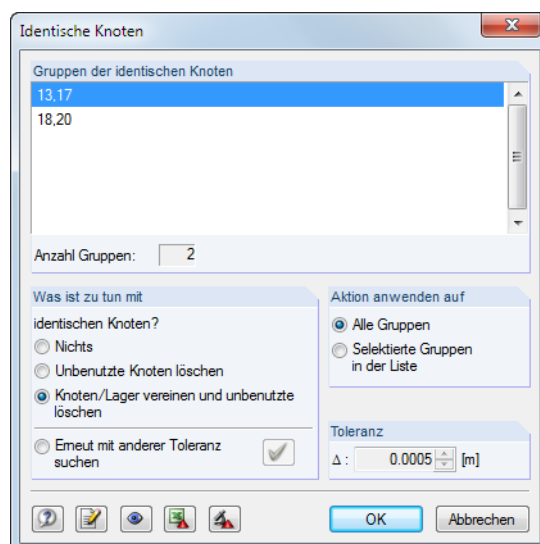 Identische Knoten
Gruppen der identischen Knoten
13,17
18,20
Anzahl Gruppen: 2
Was ist zu tun mit
identischen Knoten?
Nichts
Unbenutzte Knoten löschen
Knoten/Lager vereinen und unbenutzte
löschen
Erneut mit anderer Toleranz
suchen
Aktion anwenden auf
Alle Gruppen
Selektierte Gruppen
in der Liste
Toleranz
Δ : 0.0005 [m]
OK
Abbrechen